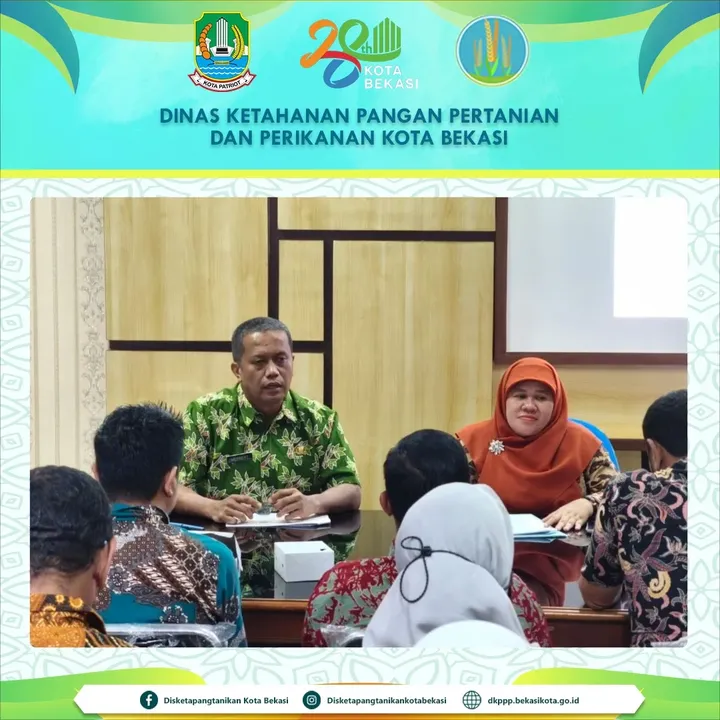 KOTA PATRIOT
28th
KOTA
BEKASI
DINAS KETAHANAN PANGAN PERTANIAN
DAN PERIKANAN KOTA BEKASI
Disketapangtanikan Kota Bekasi
Disketapangtanikankotabekasi
dkppp.bekasikota.go.id